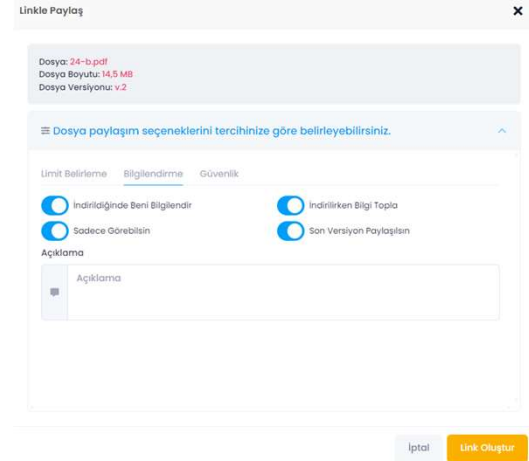 Linkle Paylaş
Dosya: 24-b.pdf
Dosya Boyutu: 14,5 MB
Dosya Versiyonu: v.2
Dosya paylaşım seçeneklerini tercihinize göre belirleyebilirsiniz.
Limit Belirleme Bilgilendirme Güvenlik
İndirildiğinde Beni Bilgilendir İndirilirken Bilgi Topla
Sadece Görebilsin Son Versiyon Paylaşılsın
Açıklama
Açıklama
İptal Link Oluştur